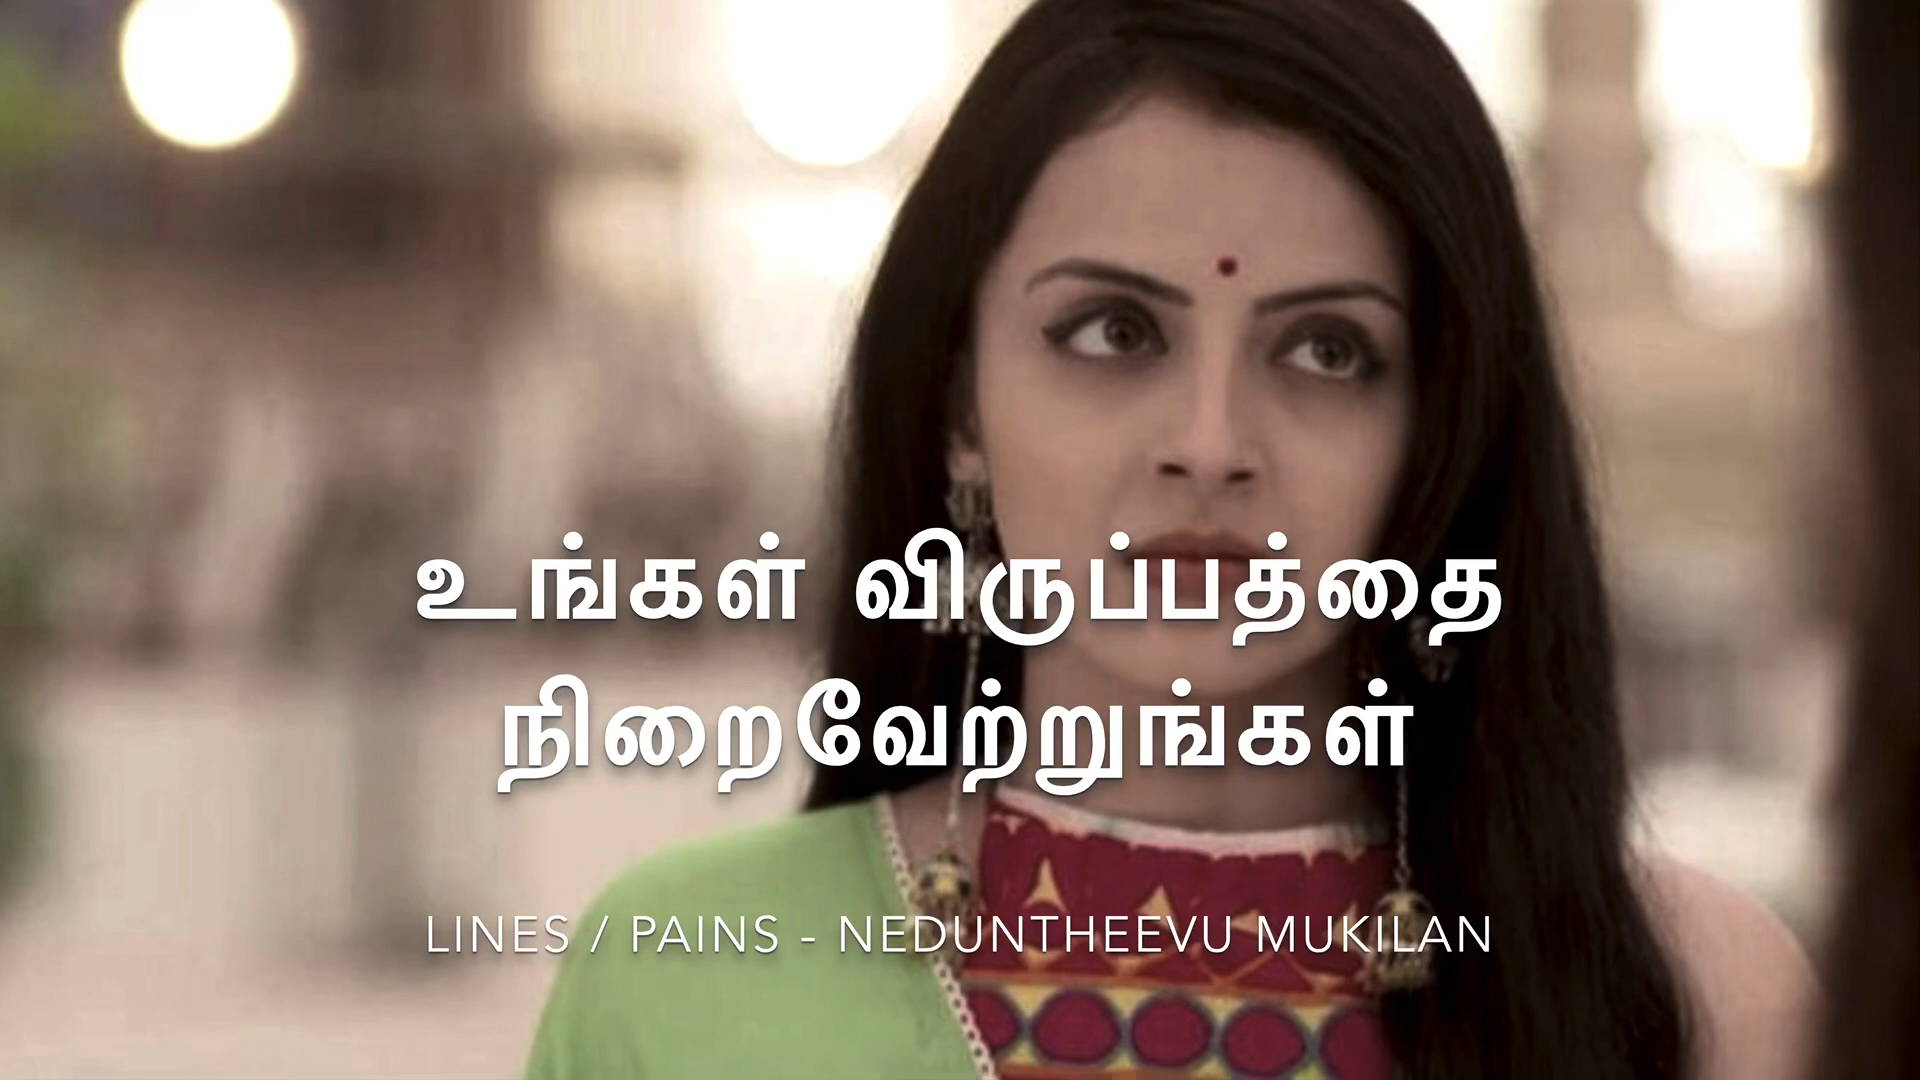 உங்கள் விருப்பத்தை
நிறைவேற்றுங்கள்
LINES / PAINS - NEDUNTHEEVU MUKILAN